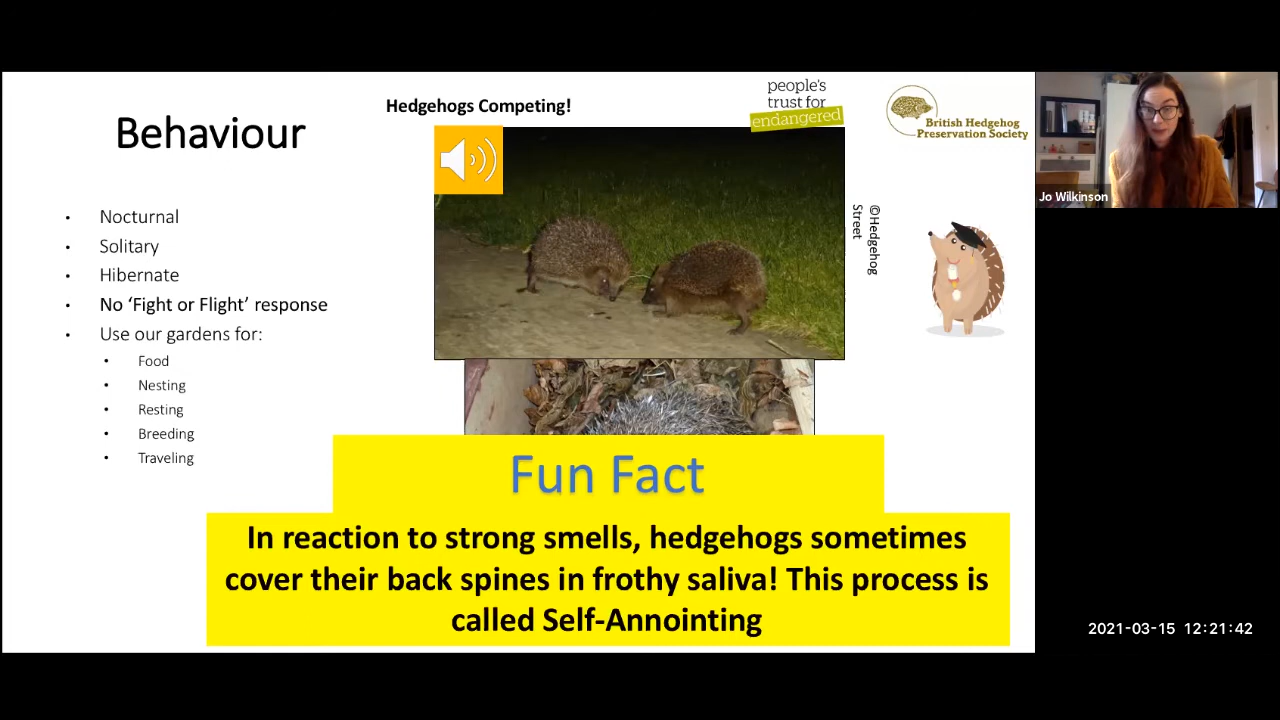 Behaviour
Nocturnal
Solitary
Hibernate
No ‘Fight or Flight’ response
Use our gardens for:
Food
Nesting
Resting
Breeding
Traveling
Hedgehogs Competing!
people's
trust for
endangered
British Hedgehog
Preservation Society
©Hedgehog
Street
Fun Fact
In reaction to strong smells, hedgehogs sometimes
cover their back spines in frothy saliva! This process is
called Self-Annointing
Jo Wilkinson
2021-03-15 12:21:42